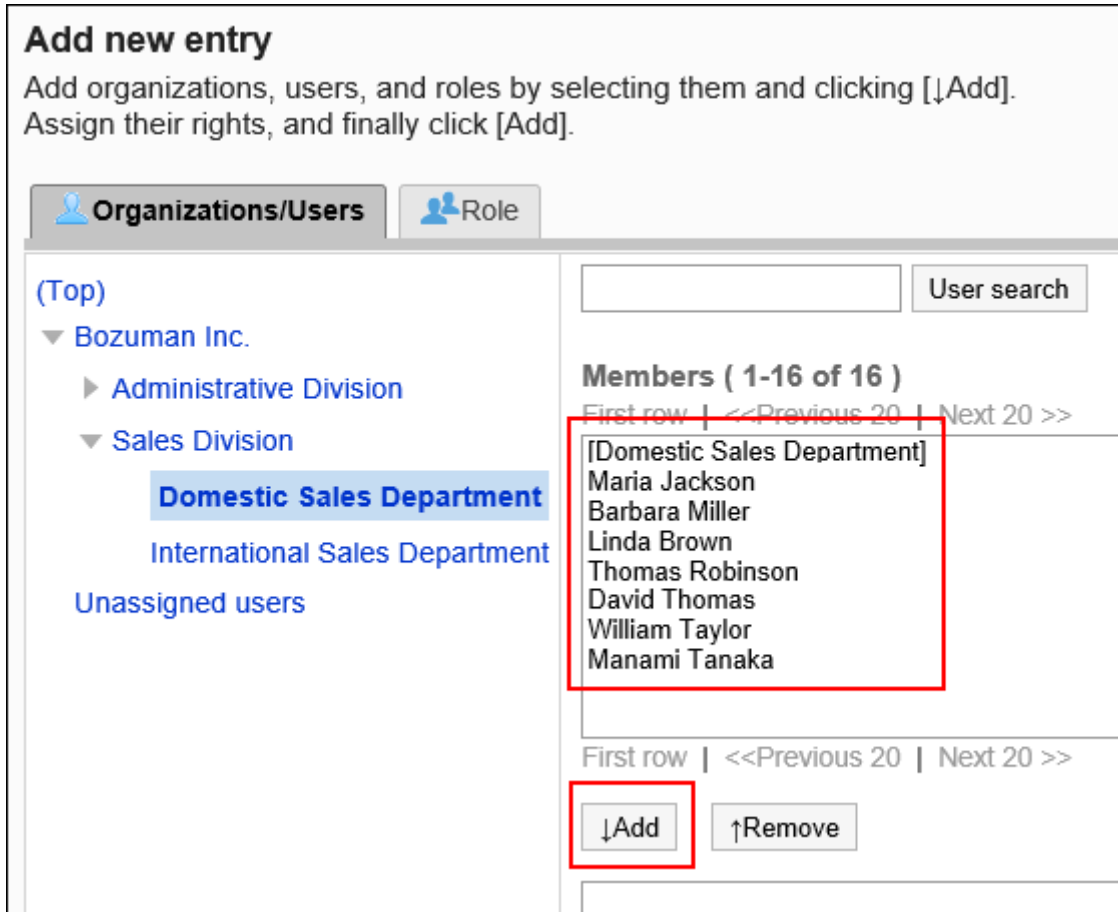 Add new entry
Add organizations, users, and roles by selecting them and clicking [↓Add].
Assign their rights, and finally click [Add].
Organizations/Users
Role
(Top)
Bozuman Inc.
Administrative Division
Sales Division
Domestic Sales Department
International Sales Department
Unassigned users
User search
Members ( 1-16 of 16 )
First row | <<Previous 20 | Next 20 >>
[Domestic Sales Department]
Maria Jackson
Barbara Miller
Linda Brown
Thomas Robinson
David Thomas
William Taylor
Manami Tanaka
First row | <<Previous 20 | Next 20 >>
↓Add ↑Remove